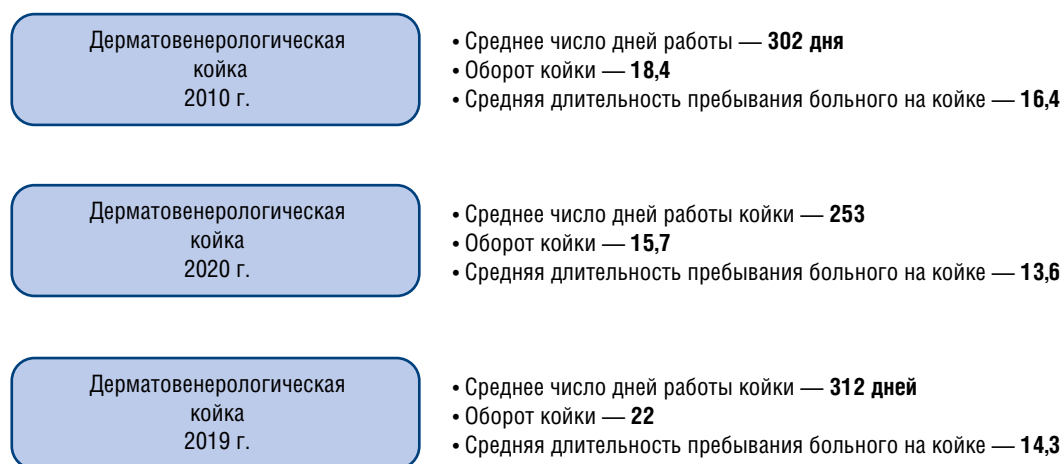 Дерматовенерологическая
койка
2010 г.
• Среднее число дней работы — 302 дня
• Оборот койки — 18,4
• Средняя длительность пребывания больного на койке — 16,4
Дерматовенерологическая
койка
2020 г.
• Среднее число дней работы койки — 253
• Оборот койки — 15,7
• Средняя длительность пребывания больного на койке — 13,6
Дерматовенерологическая
койка
2019 г.
• Среднее число дней работы койки — 312 дней
• Оборот койки — 22
• Средняя длительность пребывания больного на койке — 14,3